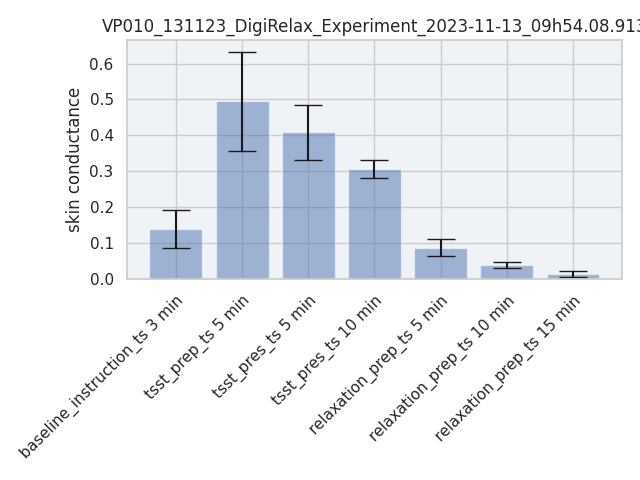 VP010_131123_DigiRelax_Experiment_2023-11-13_09h54.08.913
skin conductance
0.6
0.5
0.4
0.3
0.2
0.1
0.0
baseline_instruction_ts 3 min
tsst_prep_ts 5 min
tsst_pres_ts 5 min
tsst_pres_ts 10 min
relaxation_prep_ts 5 min
relaxation_prep_ts 10 min
relaxation_prep_ts 15 min